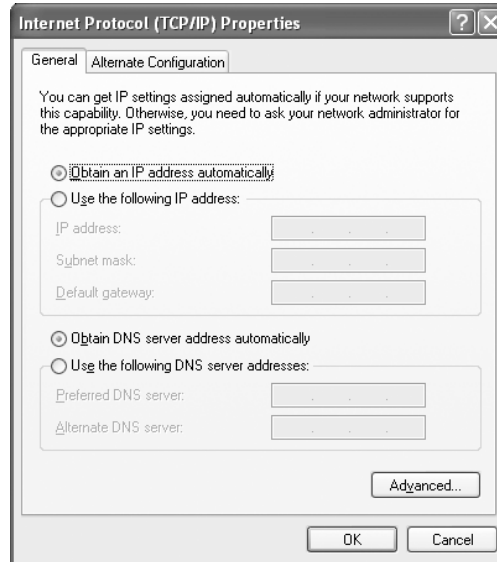 Internet Protocol (TCP/IP) Properties
General
Alternate Configuration
You can get IP settings assigned automatically if your network supports
this capability. Otherwise, you need to ask your network administrator for
the appropriate IP settings.
Obtain an IP address automatically
Use the following IP address:
IP address:
Subnet mask:
Default gateway:
Obtain DNS server address automatically
Use the following DNS server addresses:
Preferred DNS server:
Alternate DNS server:
Advanced...
OK
Cancel